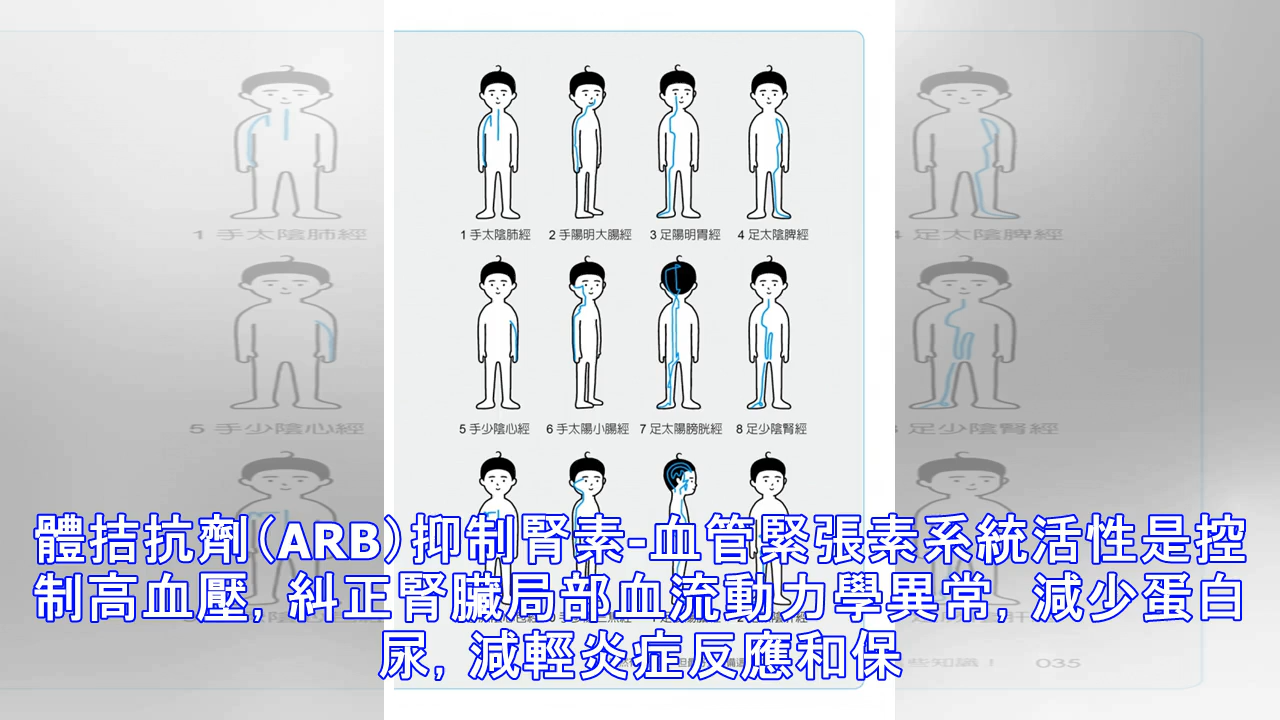 1 手太陰肺經 2 手陽明大腸經 3 足陽明胃經 4 足太陰脾經
5 手少陰心經 6 手太陽小腸經 7 足太陽膀胱經 8 足少陰腎經
體拮抗劑(ARB)抑制腎素-血管緊張素系統活性是控
制高血壓, 糾正腎臟局部血流動力學異常, 減少蛋白
尿, 減輕炎症反應和保
些知識! 035